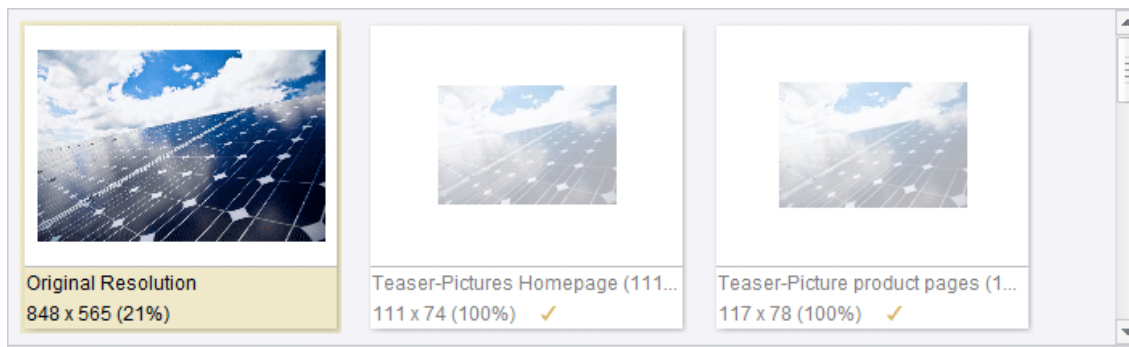 Original Resolution
848 x 565 (21%)
Teaser-Pictures Homepage (111...
111 x 74 (100%) ✓
Teaser-Picture product pages (1...
117 x 78 (100%) ✓